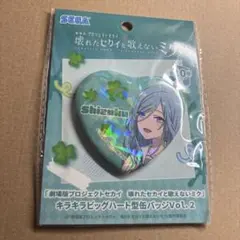 SEGA
壊れたセカイと歌えないミク
Shizuku
『劇場版プロジェクトセカイ 壊れたセカイと歌えないミク』
キラキラビッグハート型缶バッジVol.2